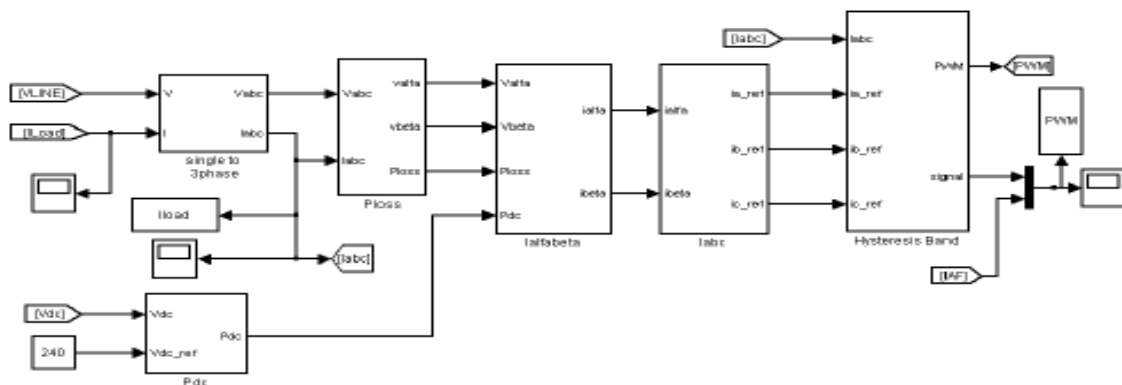 [VLINE]
[ILoad]
V
I
Vabc
Iabc
single to
3phase
Iload
[Iabc]
Vabc
Iabc
valfa
vbeta
Ploss
Ploss
Valfa
Vbeta
Ploss
Pdc
ialfa
ibeta
Ialfabeta
ialfa
ibeta
ia_ref
ib_ref
ic_ref
Iabc
[Iabc]
Iabc
ia_ref
ib_ref
ic_ref
PWM
signal
Hysteresis Band
[PWM]
PWM
[IAF]
[Vdc]
240
Vdc
Vdc_ref
Pdc
Pdc